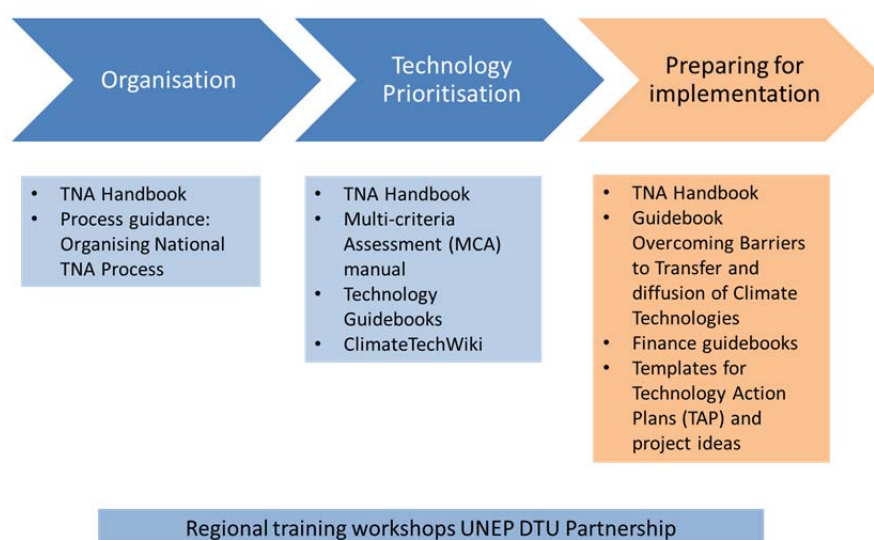 Organisation
Technology
Prioritisation
Preparing for
implementation
• TNA Handbook
• Process guidance:
Organising National
TNA Process
• TNA Handbook
• Multi-criteria
Assessment (MCA)
manual
• Technology
Guidebooks
• ClimateTechWiki
• TNA Handbook
• Guidebook
Overcoming Barriers
to Transfer and
diffusion of Climate
Technologies
• Finance guidebooks
• Templates for
Technology Action
Plans (TAP) and
project ideas
Regional training workshops UNEP DTU Partnership